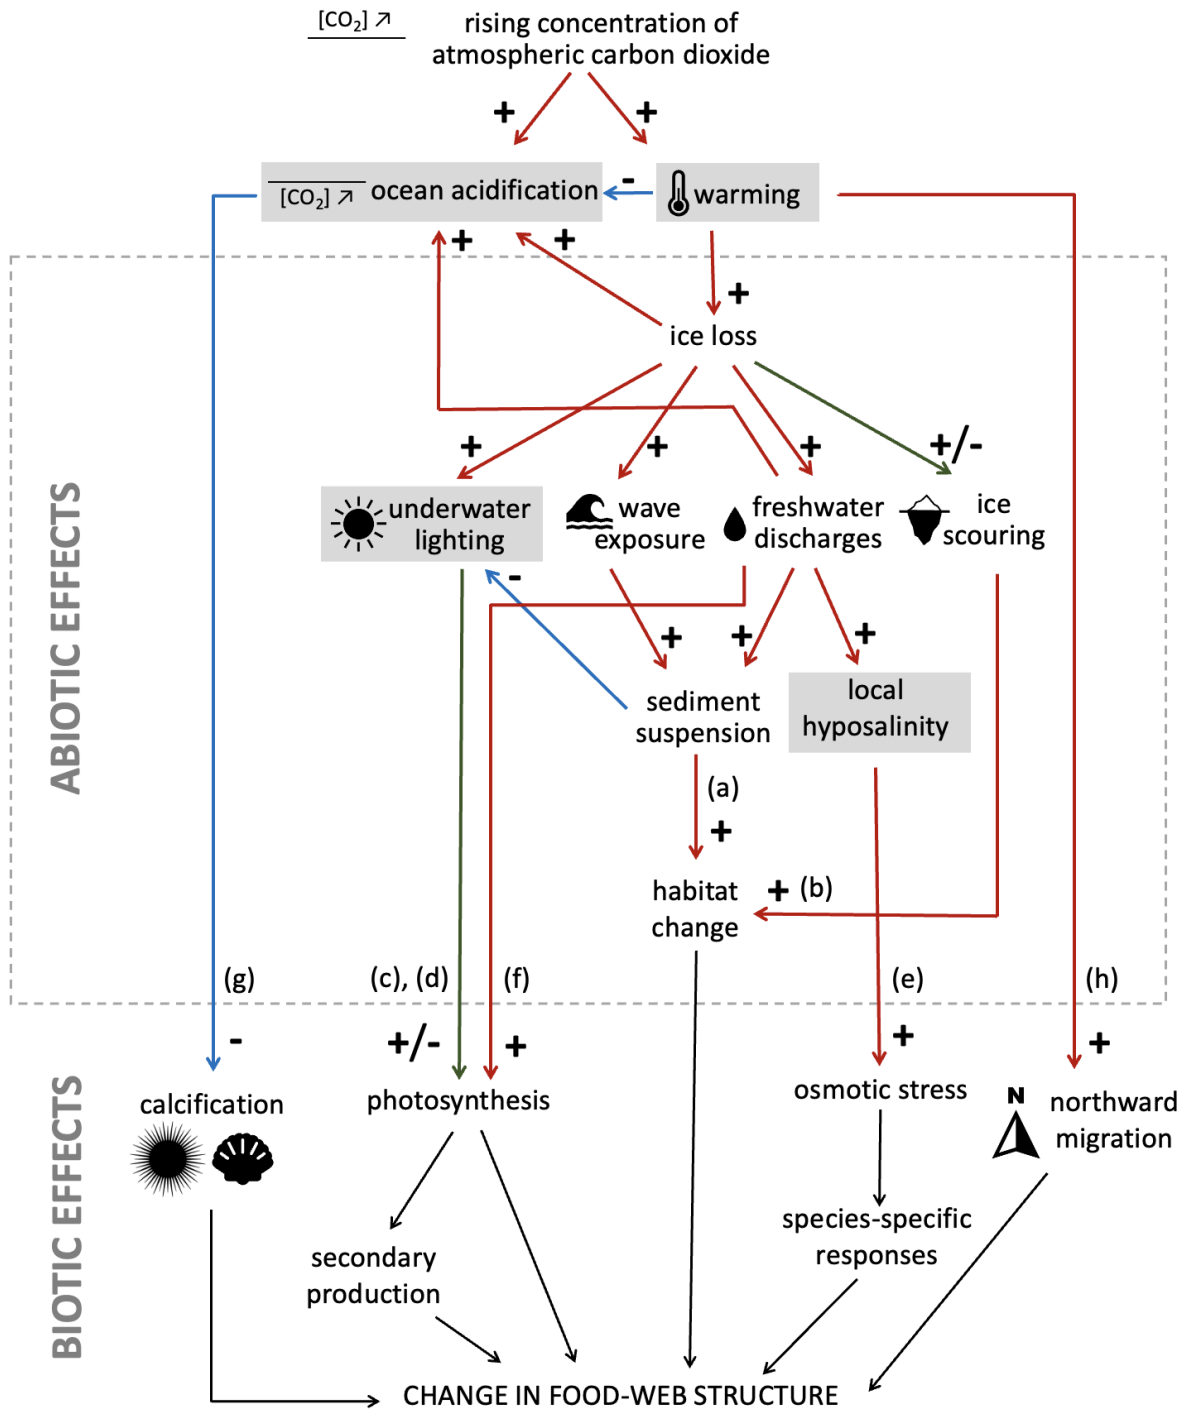 [CO₂] ↗
rising concentration of
atmospheric carbon dioxide
+
+
[CO₂] ↗
ocean acidification
-
warming
+
+
+
ice loss
+
+
+
+/-
underwater
lighting
wave
exposure
freshwater
discharges
ice
scouring
-
+
+
+
sediment
suspension
local
hyposalinity
(a)
+
habitat
change
+ (b)
ABIOTIC EFFECTS
(g)
(c), (d)
(f)
(e)
(h)
-
+/-
+
+
+
calcification
photosynthesis
osmotic stress
N
northward
migration
BIOTIC EFFECTS
secondary
production
species-specific
responses
CHANGE IN FOOD-WEB STRUCTURE